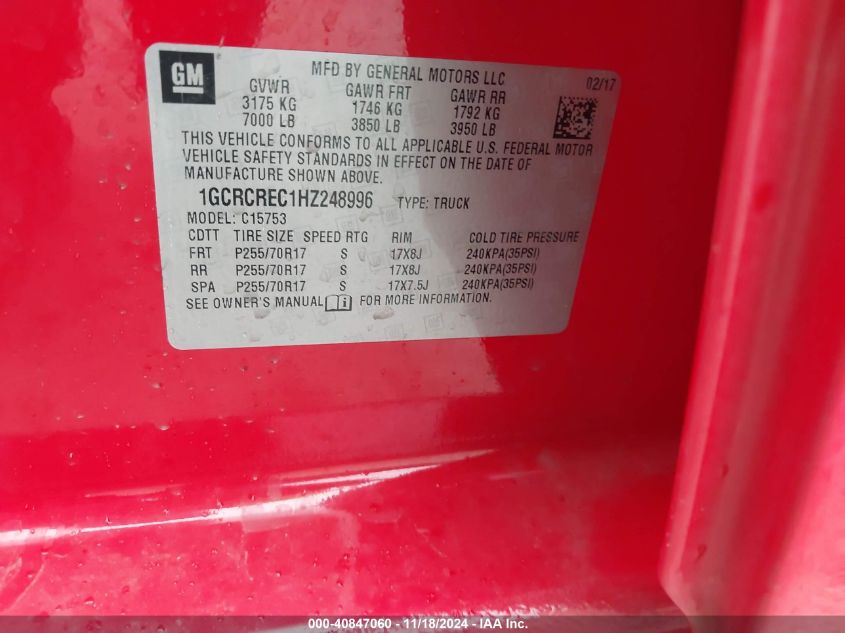 GM
MFD BY GENERAL MOTORS LLC 02/17
GVWR GAWR FRT GAWR RR
3175 KG 1746 KG 1792 KG
7000 LB 3850 LB 3950 LB
THIS VEHICLE CONFORMS TO ALL APPLICABLE U.S. FEDERAL MOTOR
VEHICLE SAFETY STANDARDS IN EFFECT ON THE DATE OF
MANUFACTURE SHOWN ABOVE.
1GCRCREC1HZ248996 TYPE: TRUCK
MODEL: C15753
CDTT TIRE SIZE SPEED RTG RIM COLD TIRE PRESSURE
FRT P255/70R17 S 17X8J 240KPA(35PSI)
RR P255/70R17 S 17X8J 240KPA(35PSI)
SPA P255/70R17 S 17X7.5J 240KPA(35PSI)
SEE OWNER'S MANUAL i FOR MORE INFORMATION.
000-40847060 - 11/18/2024 - IAAI.com.